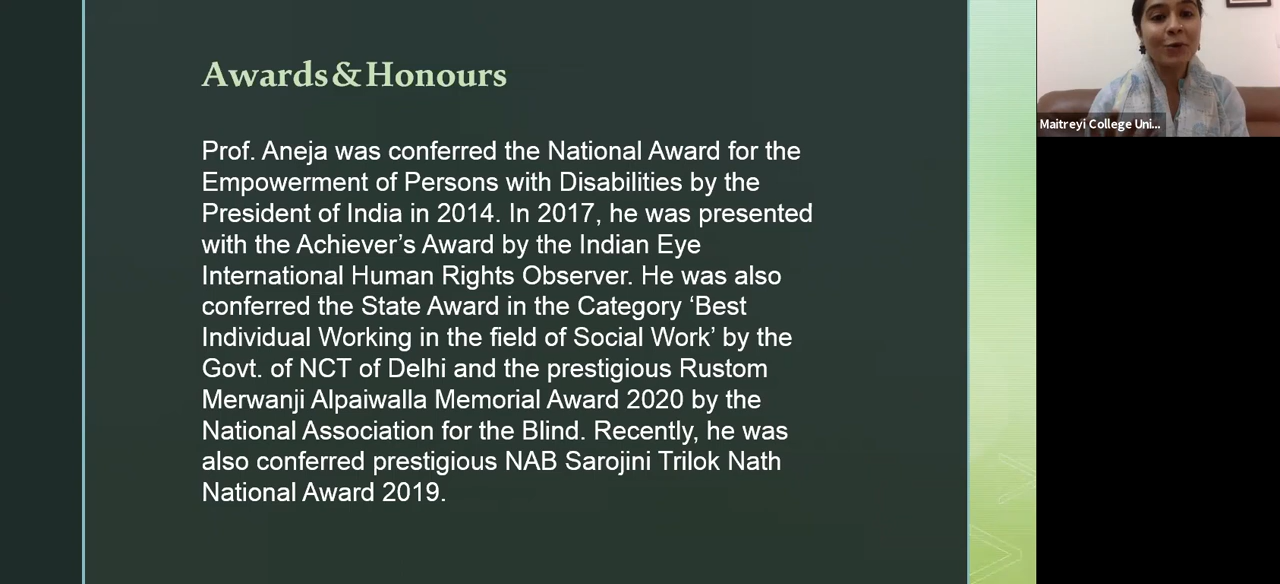 Awards & Honours
Prof. Aneja was conferred the National Award for the
Empowerment of Persons with Disabilities by the
President of India in 2014. In 2017, he was presented
with the Achiever’s Award by the Indian Eye
International Human Rights Observer. He was also
conferred the State Award in the Category ‘Best
Individual Working in the field of Social Work’ by the
Govt. of NCT of Delhi and the prestigious Rustom
Merwanji Alpaiwalla Memorial Award 2020 by the
National Association for the Blind. Recently, he was
also conferred prestigious NAB Sarojini Trilok Nath
National Award 2019.
Maitreyi College Uni...